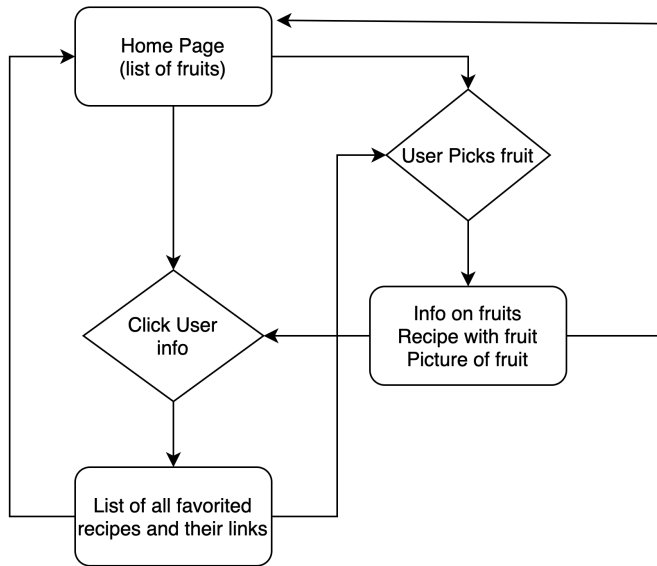 Home Page
(list of fruits)
User Picks fruit
Click User
info
Info on fruits
Recipe with fruit
Picture of fruit
List of all favorited
recipes and their links